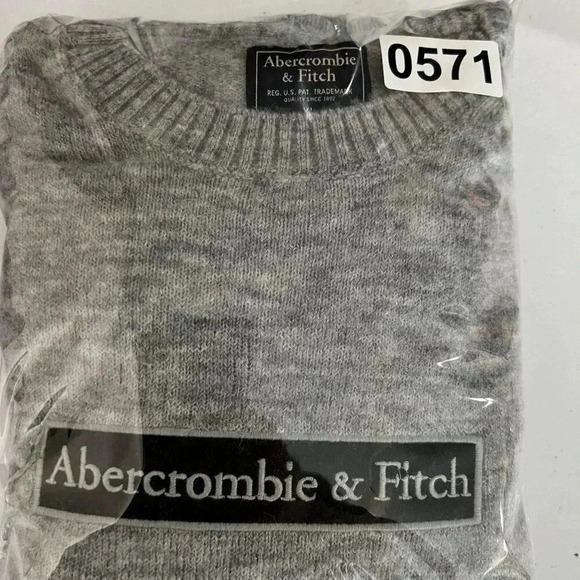 Abercrombie
& Fitch
REG. U.S. PAT. TRADEMARK
QUALITY SINCE 1892
0571
Abercrombie & Fitch